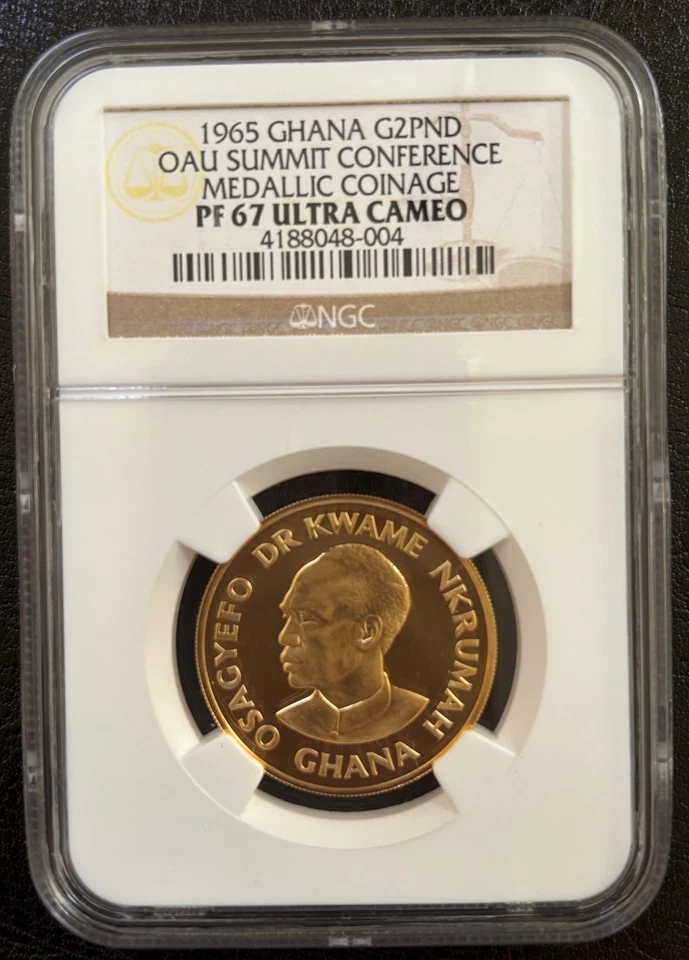 1965 GHANA G2PND
OAU SUMMIT CONFERENCE
MEDALLIC COINAGE
PF 67 ULTRA CAMEO
4188048-004
NGC
OSAGYEFO DR KWAME NKRUMAH
GHANA